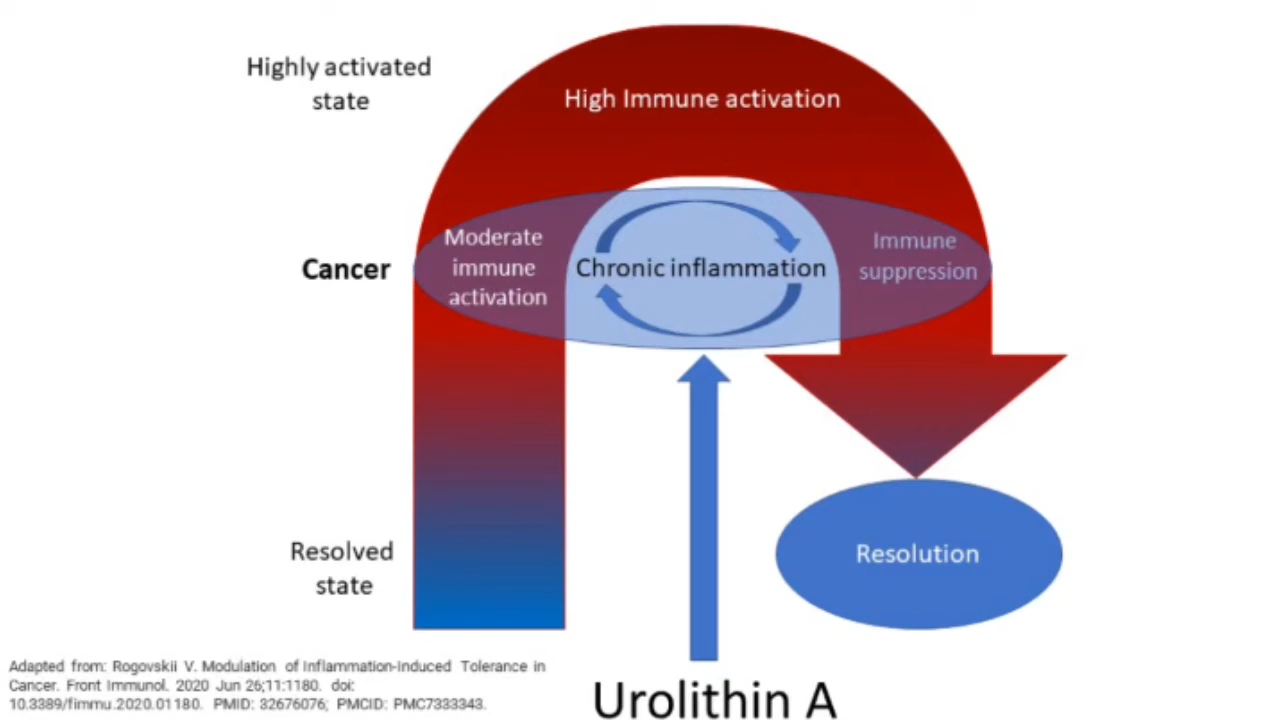 Highly activated
state
High Immune activation
Cancer
Moderate
immune
activation
Chronic inflammation
Immune
suppression
Resolved
state
Resolution
Adapted from: Rogovskii V. Modulation of Inflammation-Induced Tolerance in
Cancer. Front Immunol. 2020 Jun 26;11:1180. doi:
10.3389/fimmu.2020.01180. PMID: 32676076; PMCID: PMC7333343.
Urolithin A